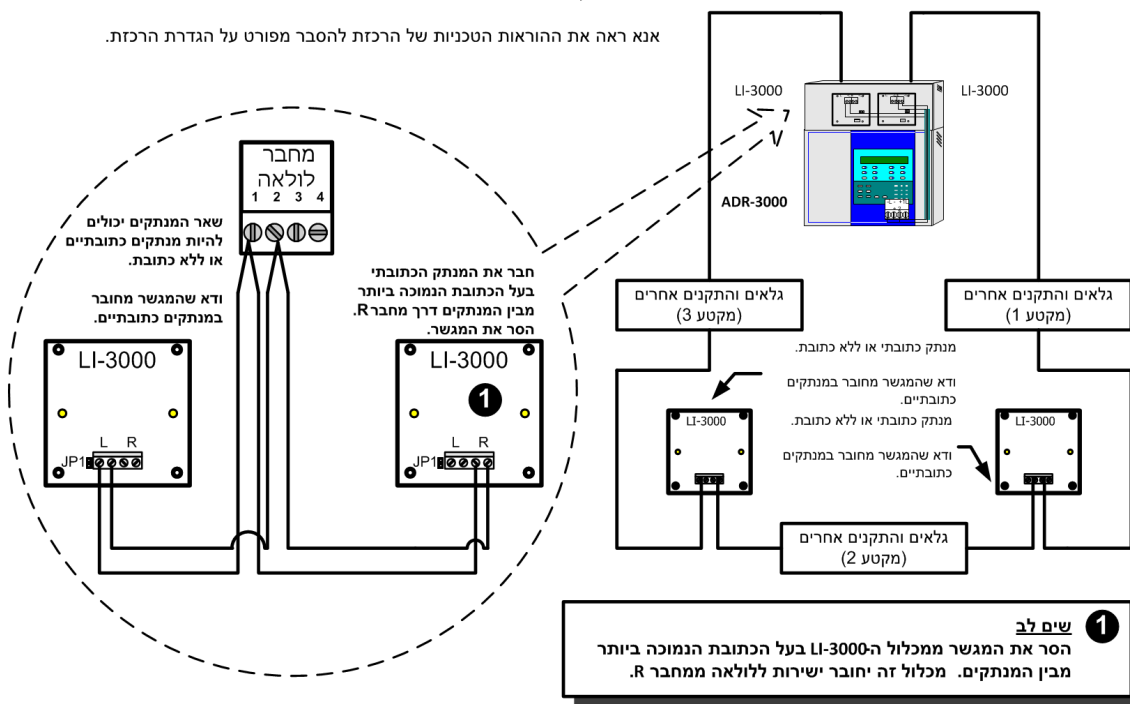 אנא ראה את ההוראות הטכניות של הרכזת להסבר מפורט על הגדרת הרכזת.
LI-3000
LI-3000
ADR-3000
מחבר
לולאה
1 2 3 4
שאר המנתקים יכולים
להיות מנתקים כתובתיים
או ללא כתובת.
ודא שהמגשר מחובר
במנתקים כתובתיים.
חבר את המנתק הכתובתי
בעל הכתובת הנמוכה ביותר
מבין המנתקים דרך מחבר R.
הסר את המגשר.
LI-3000
L R
JP1
LI-3000
1
L R
JP1
גלאים והתקנים אחרים
(מקטע 1)
גלאים והתקנים אחרים
(מקטע 3)
מנתק כתובתי או ללא כתובת.
ודא שהמגשר מחובר במנתקים
כתובתיים.
מנתק כתובתי או ללא כתובת.
ודא שהמגשר מחובר במנתקים
כתובתיים.
LI-3000
LI-3000
גלאים והתקנים אחרים
(מקטע 2)
1
שים לב
הסר את המגשר ממכלול ה-LI-3000 בעל הכתובת הנמוכה ביותר
מבין המנתקים. מכלול זה יחובר ישירות ללולאה ממחבר R.